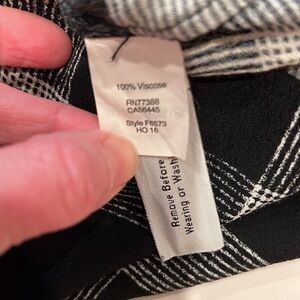 100% Viscose
RN77388
CA56445
Style F8573
HO 16
Remove Before
Wearing or Wash